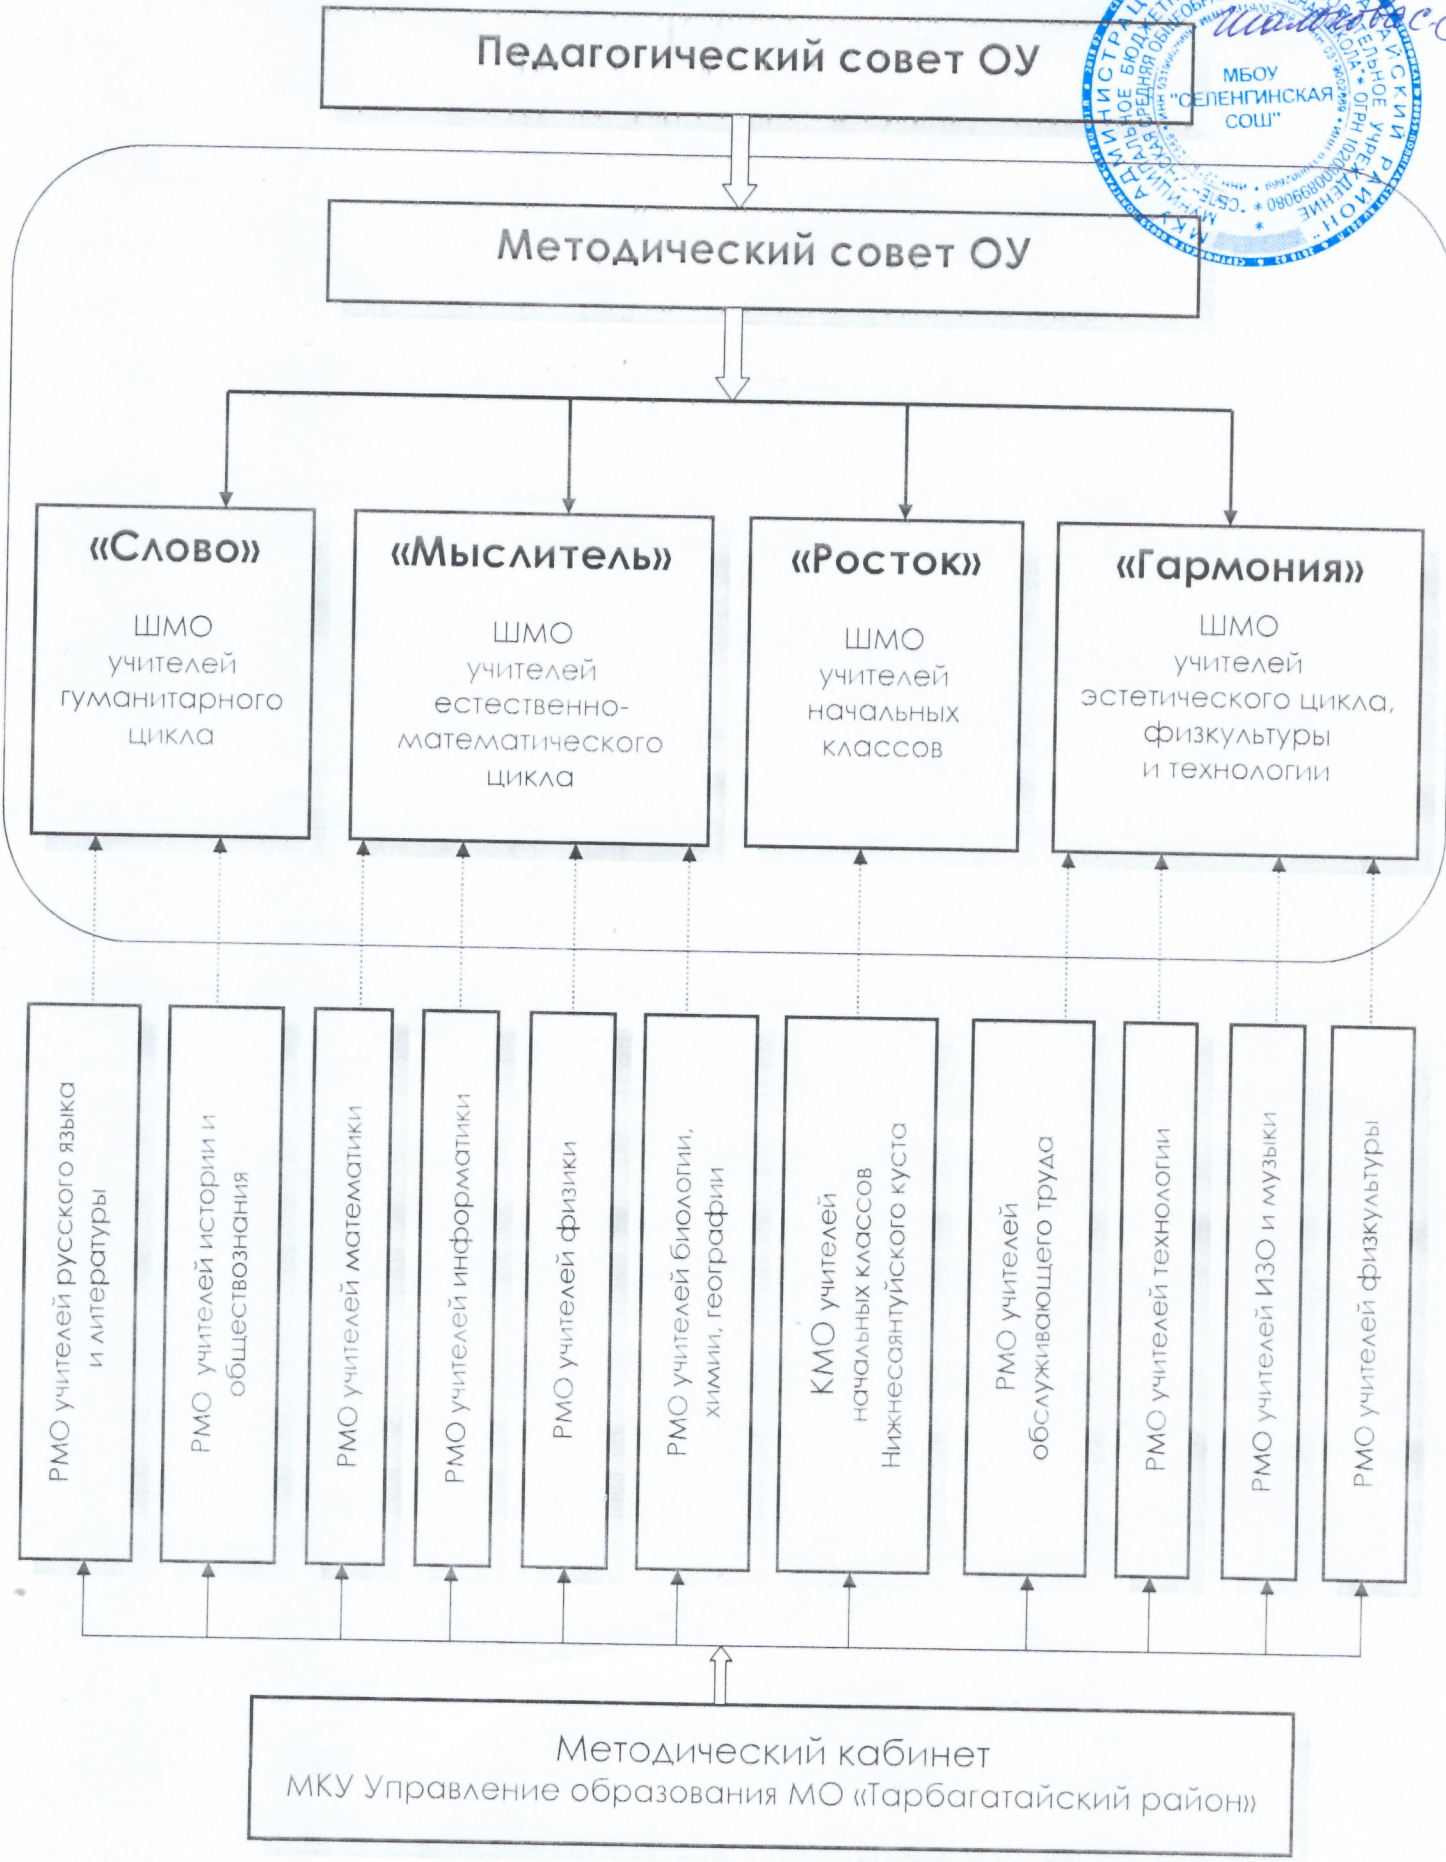 Педагогический совет ОУ
МБОУ
"СЕЛЕНГИНСКАЯ
СОШ"
Методический совет ОУ
«Слово»
ШМО
учителей
гуманитарного
цикла
«Мыслитель»
ШМО
учителей
естественно-
математического
цикла
«Росток»
ШМО
учителей
начальных
классов
«Гармония»
ШМО
учителей
эстетического цикла,
физкультуры
и технологии
РМО учителей русского языка
и литературы
РМО учителей истории и
обществознания
РМО учителей математики
РМО учителей информатики
РМО учителей физики
РМО учителей биологии,
химии, географии
КМО учителей
начальных классов
Нижнесаянтуйского куста
РМО учителей
обслуживающего труда
РМО учителей технологии
РМО учителей ИЗО и музыки
РМО учителей физкультуры
Методический кабинет
МКУ Управление образования МО «Тарбагатайский район»